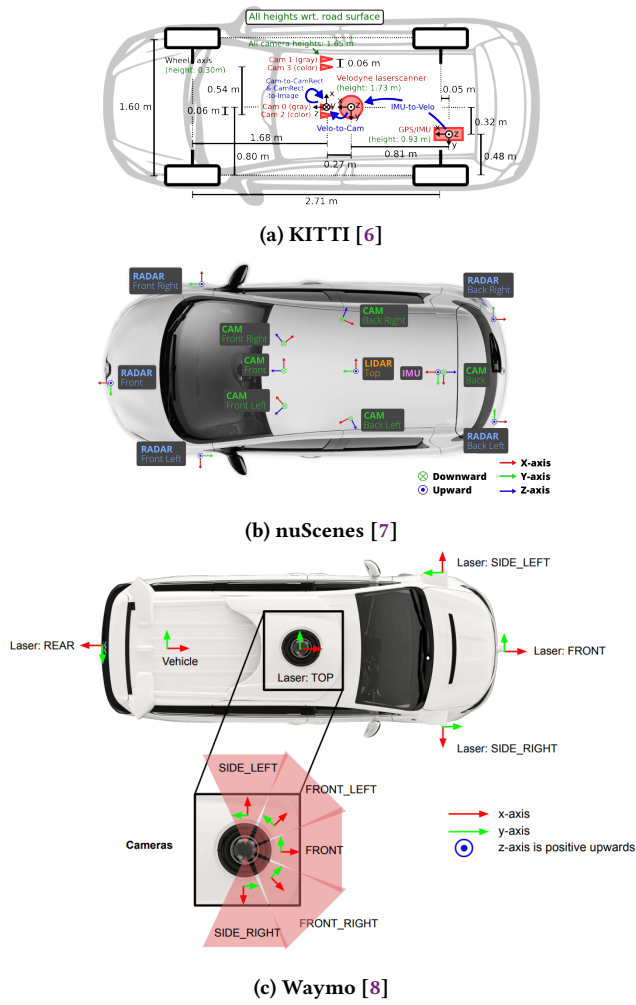 All heights wrt. road surface
All camera heights: 1.65 m
Wheel axis
(height: 0.30m)
Cam 1 (gray)
Cam 3 (color)
0.06 m
Velodyne laserscanner
(height: 1.73 m)
Cam-to-CamRect
& CamRect
-to-Image
0.05 m
1.60 m
0.54 m
0.06 m
Cam 0 (gray)
Cam 2 (color)
x
z
y
x
z
y
IMU-to-Velo
Velo-to-Cam
GPS/IMU
(height: 0.93 m)
x
z
y
0.32 m
1.68 m
0.80 m
0.27 m
0.81 m
0.48 m
2.71 m
(a) KITTI [6]
RADAR
Front Right
RADAR
Back Right
CAM
Back Right
CAM
Front Right
RADAR
Front
CAM
Front
LIDAR
Top
IMU
CAM
Back
CAM
Front Left
CAM
Back Left
RADAR
Front Left
RADAR
Back Left
Downward
Upward
X-axis
Y-axis
Z-axis
(b) nuScenes [7]
Laser: SIDE_LEFT
Laser: REAR
Vehicle
Laser: TOP
Laser: FRONT
Laser: SIDE_RIGHT
SIDE_LEFT
FRONT_LEFT
Cameras
FRONT
FRONT_RIGHT
SIDE_RIGHT
x-axis
y-axis
z-axis is positive upwards
(c) Waymo [8]